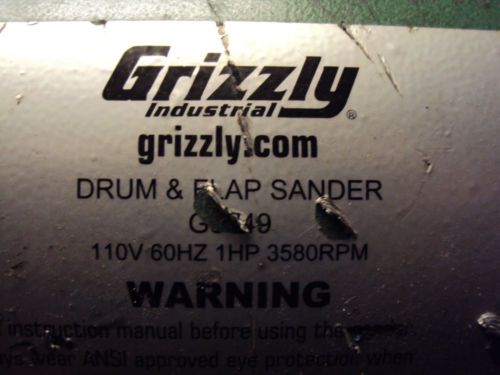 Grizzly
Industrial ®
grizzly.com
DRUM & FLAP SANDER
110V 60HZ 1HP 3580RPM
WARNING
instruction manual before using the
wear ANSI approved eye protection when